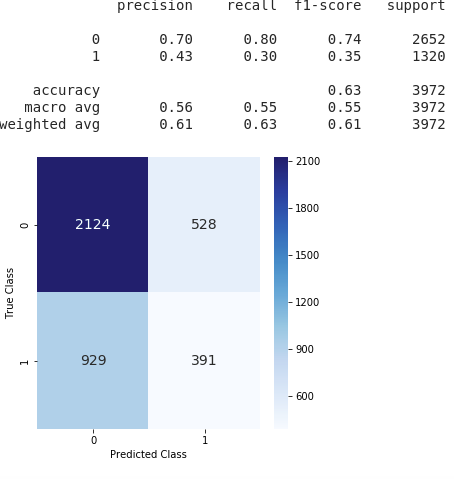 precision recall f1-score support
0 0.70 0.80 0.74 2652
1 0.43 0.30 0.35 1320
accuracy 0.63 3972
macro avg 0.56 0.55 0.55 3972
weighted avg 0.61 0.63 0.61 3972
2124 528
929 391
True Class
0
1
0 1
Predicted Class
2100
1800
1500
1200
900
600